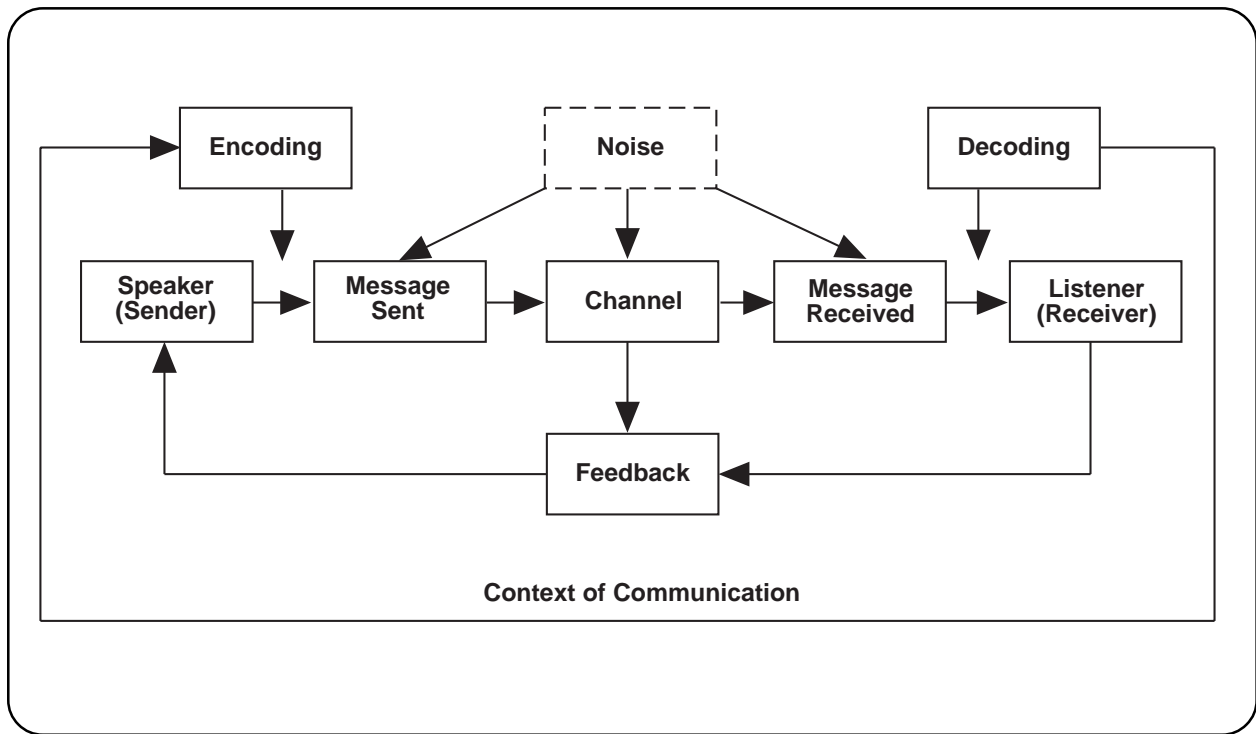 Encoding
Noise
Decoding
Speaker
(Sender)
Message
Sent
Channel
Message
Received
Listener
(Receiver)
Feedback
Context of Communication